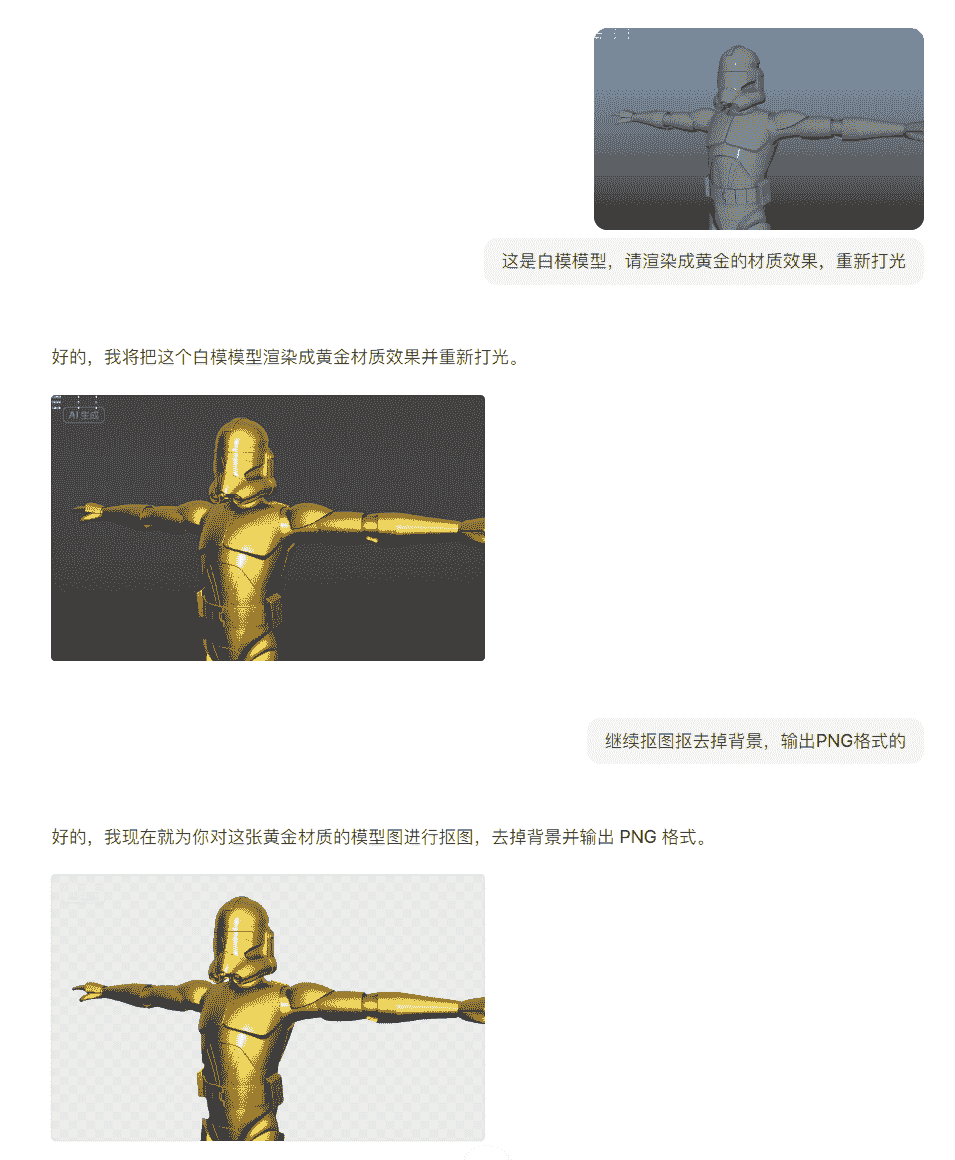 这是白模模型，请渲染成黄金的材质效果，重新打光
好的，我将把这个白模模型渲染成黄金材质效果并重新打光。
AI 生成
继续抠图抠去掉背景，输出PNG格式的
好的，我现在就为你对这张黄金材质的模型图进行抠图，去掉背景并输出 PNG 格式。